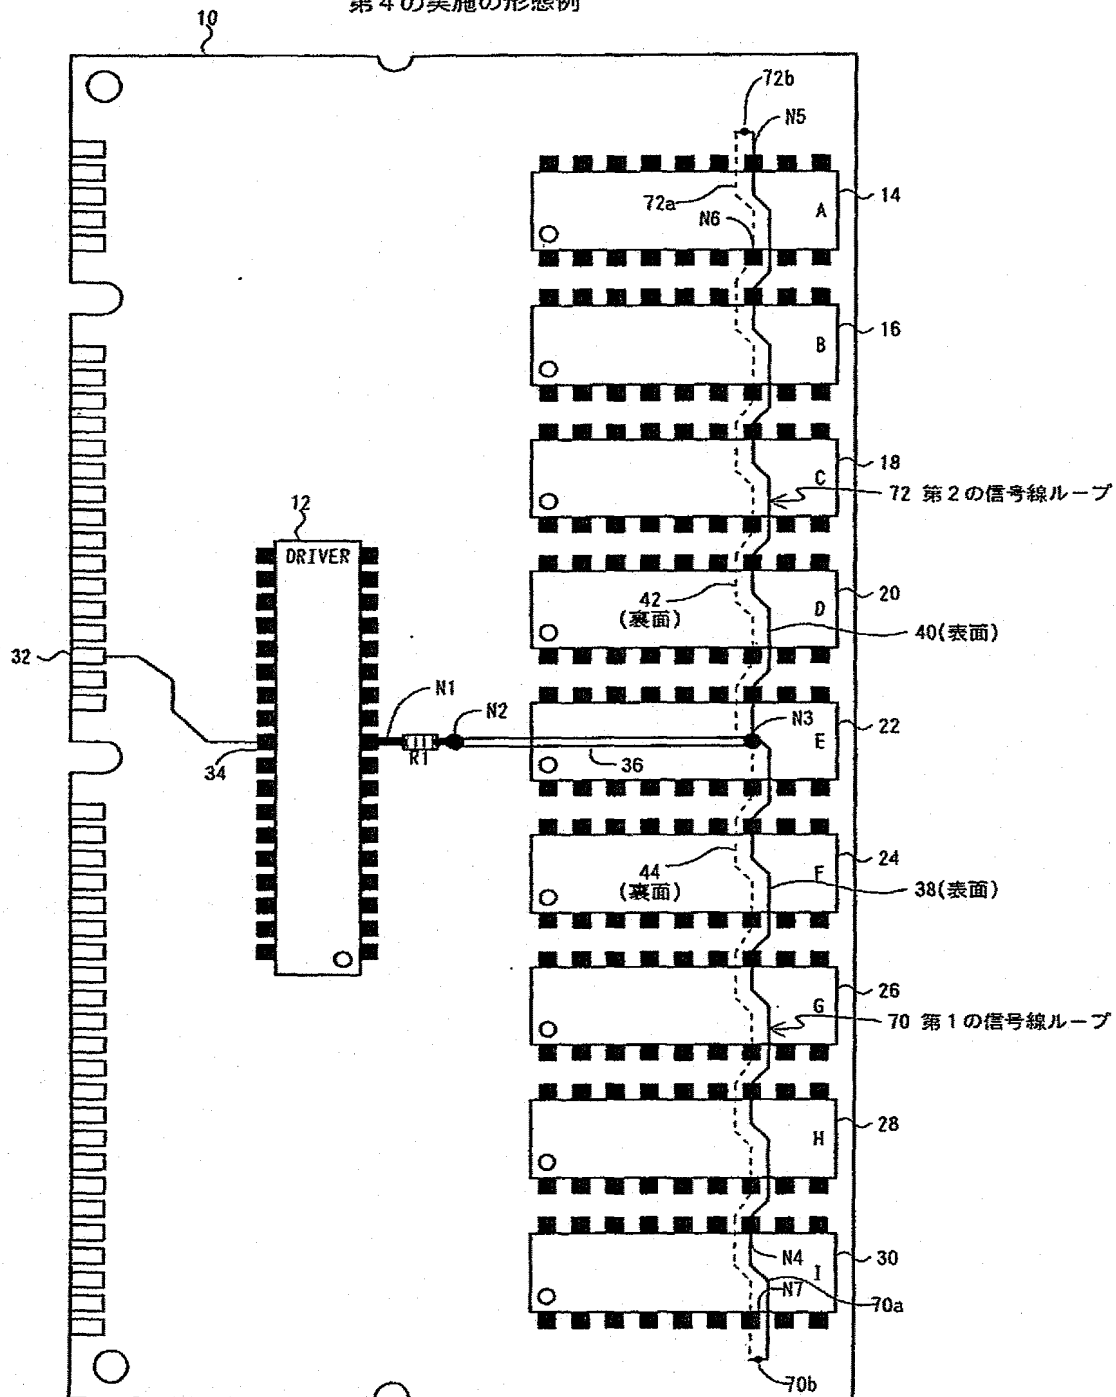 第4の実施の形態例
10
72b
N5
14
72a
A
N6
16
B
18
C
72 第2の信号線ループ
12
DRIVER
42
(裏面)
20
D
40(表面)
32
N1
N2
N3
22
E
34
R1
36
44
(裏面)
24
F
38(表面)
26
G
70 第1の信号線ループ
28
H
N4
30
I
N7
70a
70b